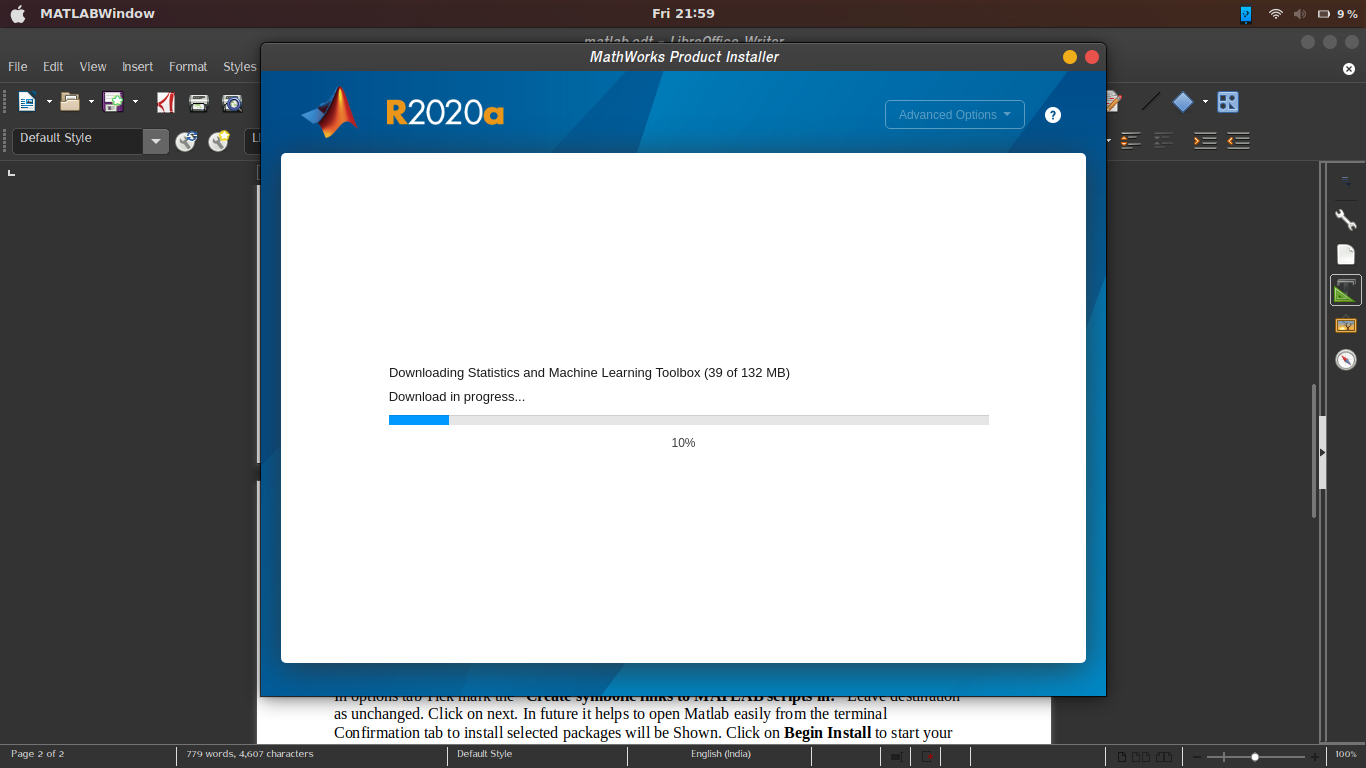 MATLABWindow
Fri 21:59
9 %
matlab.odt - LibreOffice Writer
MathWorks Product Installer
File Edit View Insert Format Styles
R2020a
Advanced Options
?
Default Style
Downloading Statistics and Machine Learning Toolbox (39 of 132 MB)
Download in progress...
10%
In options tab Tick mark the "Create symbolic links to MATLAB scripts in:" Leave destination
as unchanged. Click on next. In future it helps to open Matlab easily from the terminal
Confirmation tab to install selected packages will be Shown. Click on Begin Install to start your
Page 2 of 2
779 words, 4,607 characters
Default Style
English (India)
100%